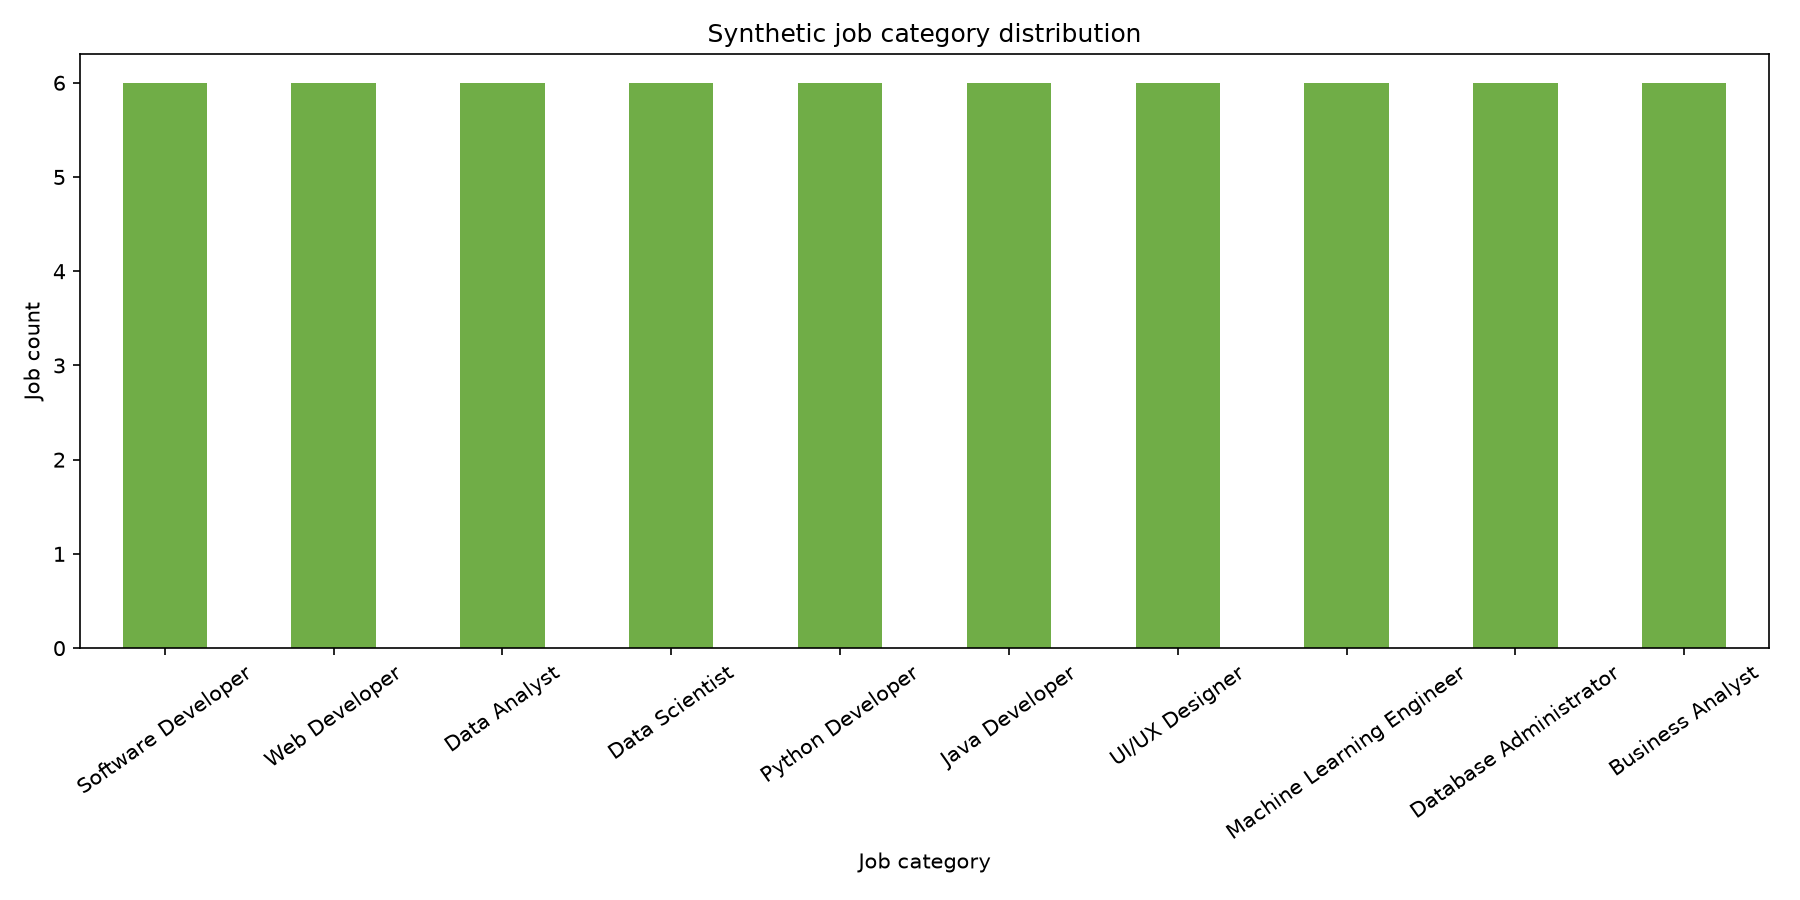 Synthetic job category distribution
6
5
4
3
2
1
0
Job count
Software Developer
Web Developer
Data Analyst
Data Scientist
Python Developer
Java Developer
UI/UX Designer
Machine Learning Engineer
Database Administrator
Business Analyst
Job category